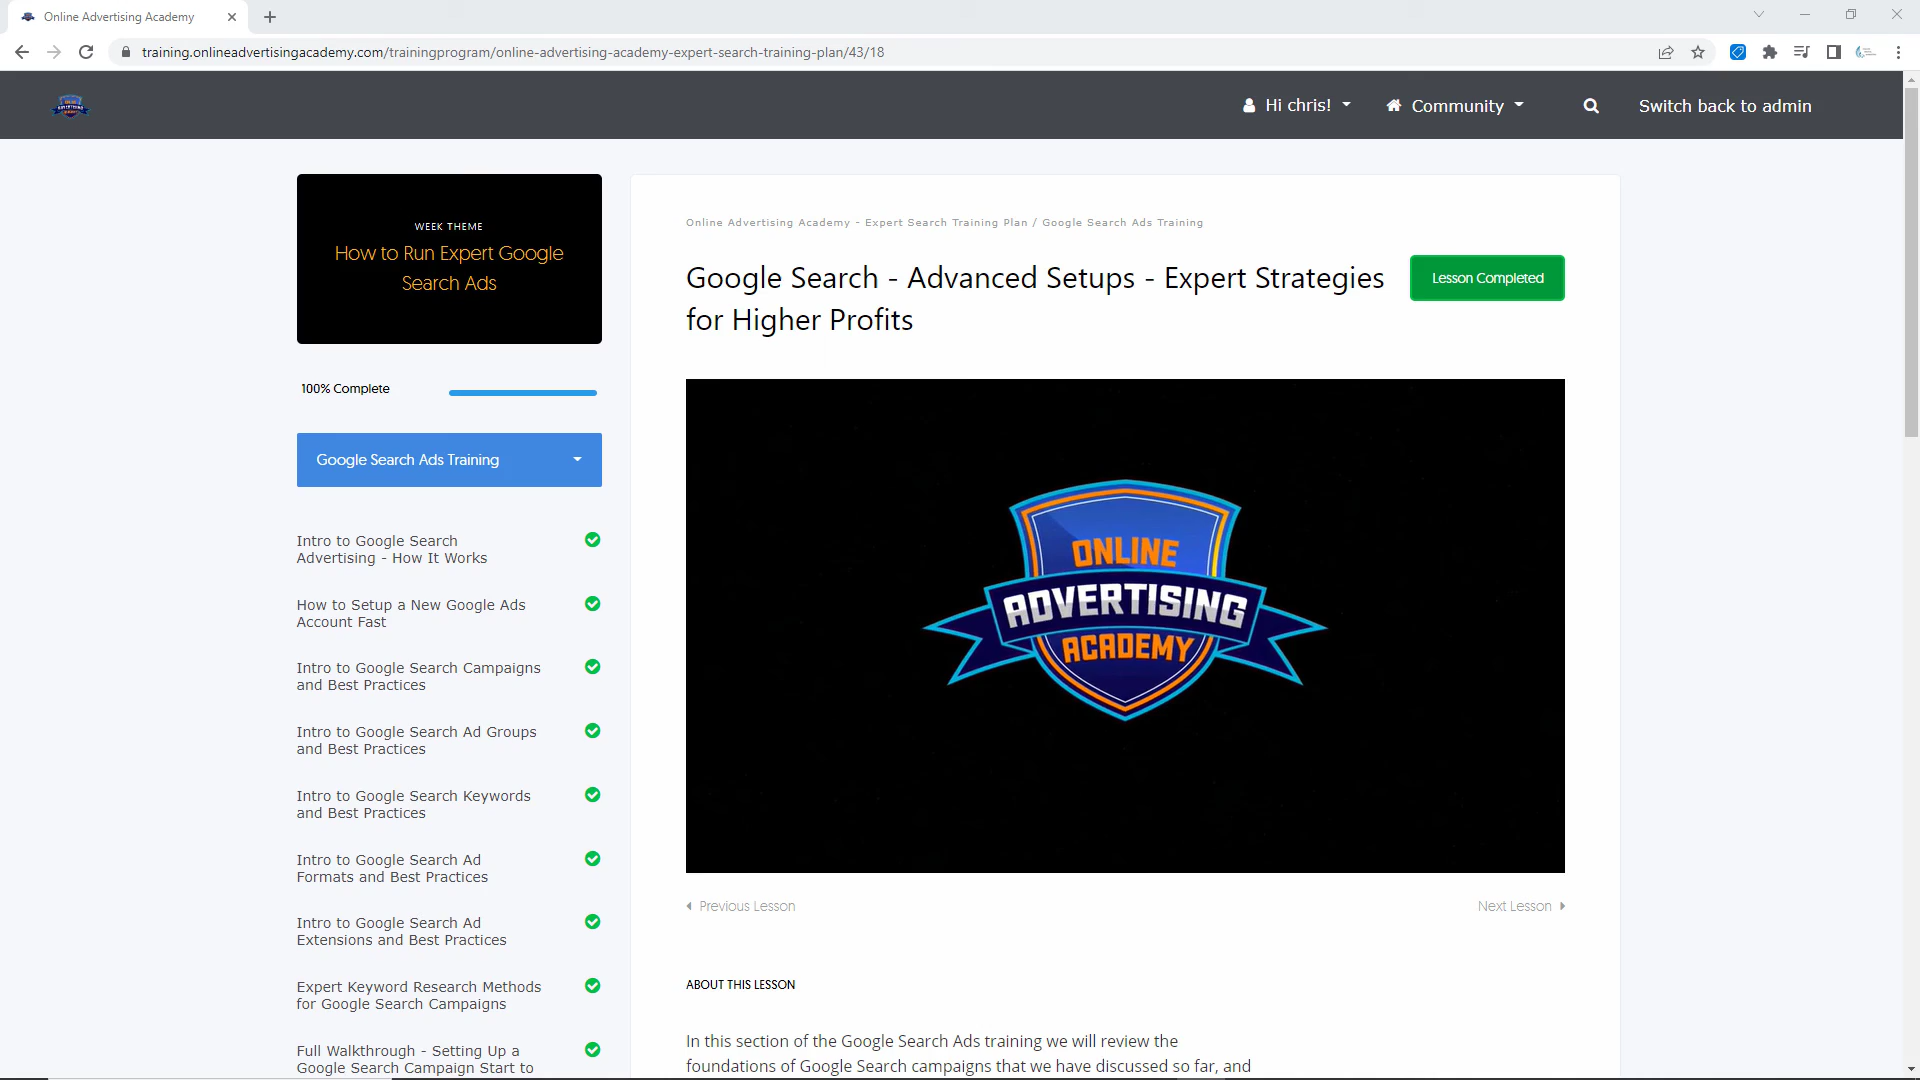 Online Advertising Academy
training.onlineadvertisingacademy.com/trainingprogram/online-advertising-academy-expert-search-training-plan/43/18
Hi chris!
Community
Switch back to admin
WEEK THEME
How to Run Expert Google
Search Ads
100% Complete
Google Search Ads Training
Intro to Google Search
Advertising - How It Works
How to Setup a New Google Ads
Account Fast
Intro to Google Search Campaigns
and Best Practices
Intro to Google Search Ad Groups
and Best Practices
Intro to Google Search Keywords
and Best Practices
Intro to Google Search Ad
Formats and Best Practices
Intro to Google Search Ad
Extensions and Best Practices
Expert Keyword Research Methods
for Google Search Campaigns
Full Walkthrough - Setting Up a
Google Search Campaign Start to
Online Advertising Academy - Expert Search Training Plan / Google Search Ads Training
Google Search - Advanced Setups - Expert Strategies
for Higher Profits
Lesson Completed
ONLINE
ADVERTISING
ACADEMY
Previous Lesson
Next Lesson
ABOUT THIS LESSON
In this section of the Google Search Ads training we will review the
foundations of Google Search campaigns that we have discussed so far, and